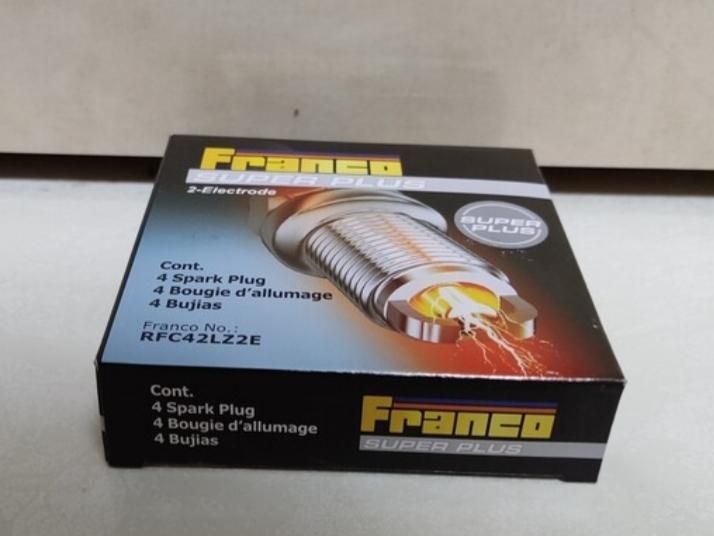 Franco
SUPER PLUS
2-Electrode
SUPER
PLUS
Cont.
4 Spark Plug
4 Bougie d'allumage
4 Bujias
Franco No.:
RFC42LZ2E
Cont.
4 Spark Plug
4 Bougie d'allumage
4 Bujias
Franco
SUPER PLUS